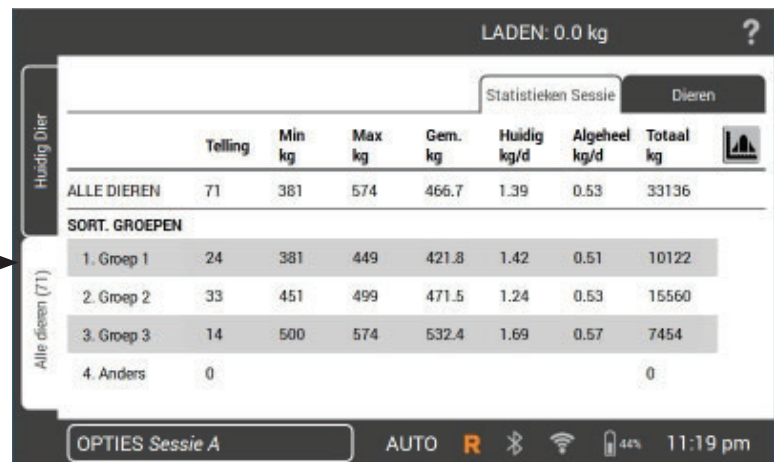 LADEN: 0.0 kg ?
Statistieken Sessie Dieren
Huidig Dier
Telling Min kg Max kg Gem. kg Huidig kg/d Algeheel kg/d Totaal kg
ALLE DIEREN 71 381 574 466.7 1.39 0.53 33136
SORT. GROEPEN
1. Groep 1 24 381 449 421.8 1.42 0.51 10122
2. Groep 2 33 451 499 471.5 1.24 0.53 15560
3. Groep 3 14 500 574 532.4 1.69 0.57 7454
4. Anders 0 0
Alle dieren (71)
OPTIES Sessie A AUTO R 44% 11:19 pm